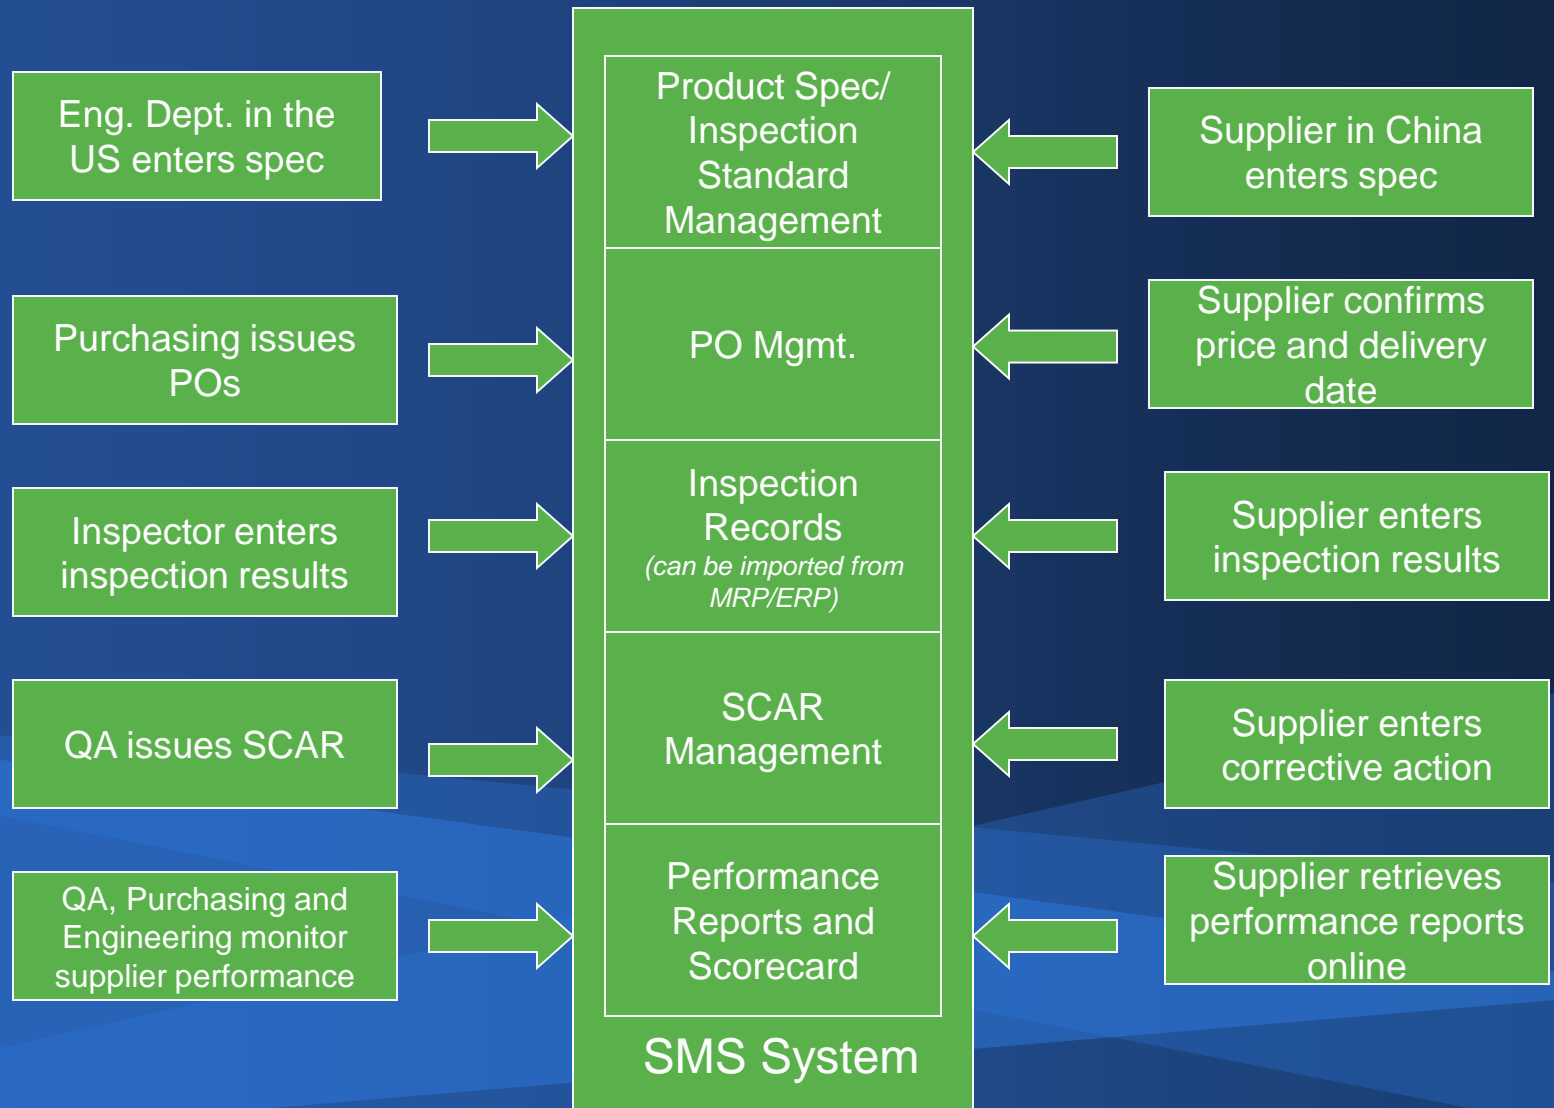 Eng. Dept. in the
US enters spec
Product Spec/
Inspection
Standard
Management
Supplier in China
enters spec
Purchasing issues
POs
PO Mgmt.
Supplier confirms
price and delivery
date
Inspector enters
inspection results
Inspection
Records
(can be imported from
MRP/ERP)
Supplier enters
inspection results
QA issues SCAR
SCAR
Management
Supplier enters
corrective action
QA, Purchasing and
Engineering monitor
supplier performance
Performance
Reports and
Scorecard
Supplier retrieves
performance reports
online
SMS System